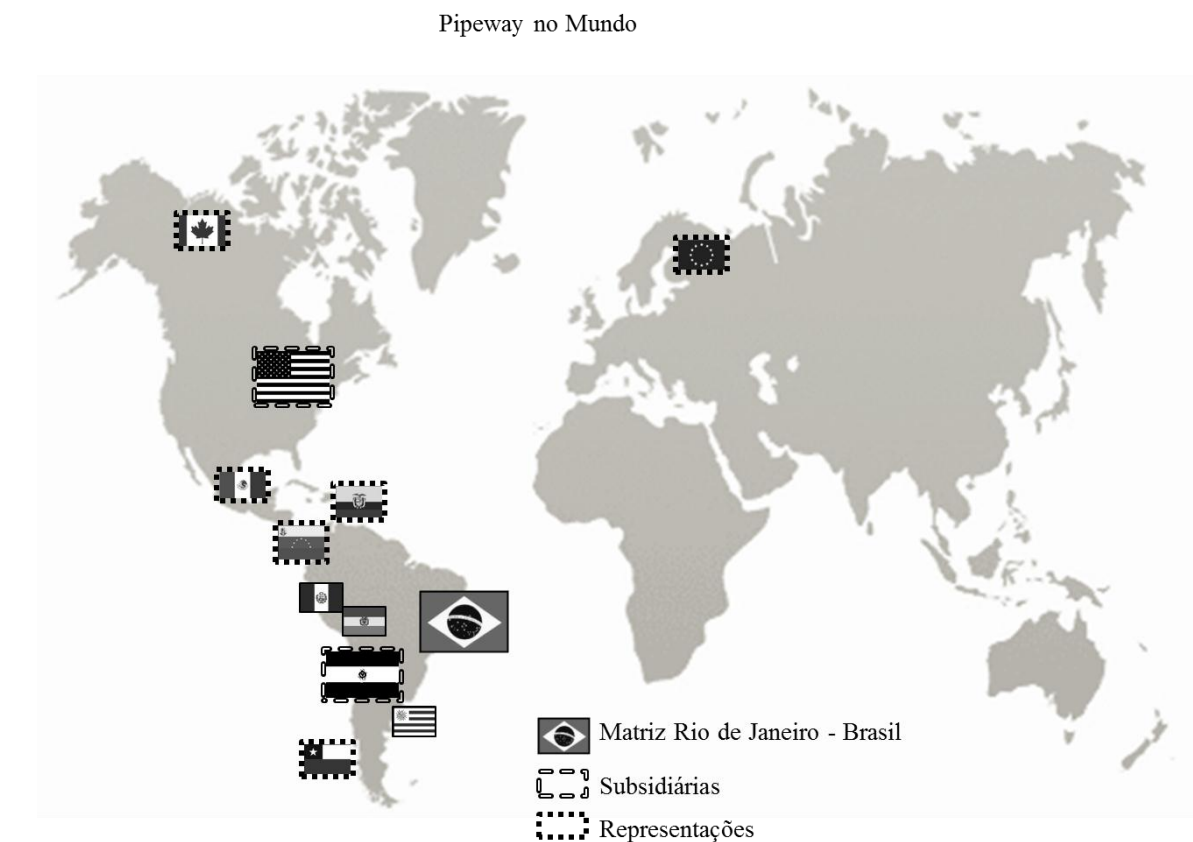 Pipeway no Mundo
Matriz Rio de Janeiro - Brasil
Subsidiárias
Representações